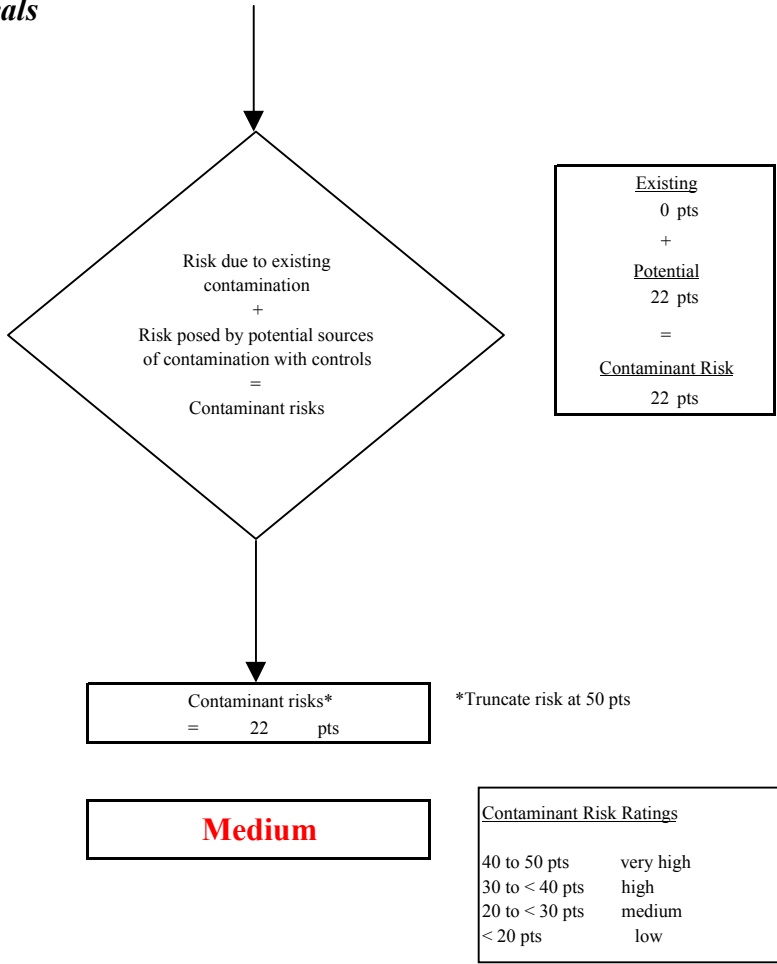 Risk due to existing
contamination
+
Risk posed by potential sources
of contamination with controls
=
Contaminant risks
Existing
0 pts
+
Potential
22 pts
=
Contaminant Risk
22 pts
Contaminant risks*
= 22 pts
*Truncate risk at 50 pts
Medium
Contaminant Risk Ratings
40 to 50 pts very high
30 to < 40 pts high
20 to < 30 pts medium
< 20 pts low